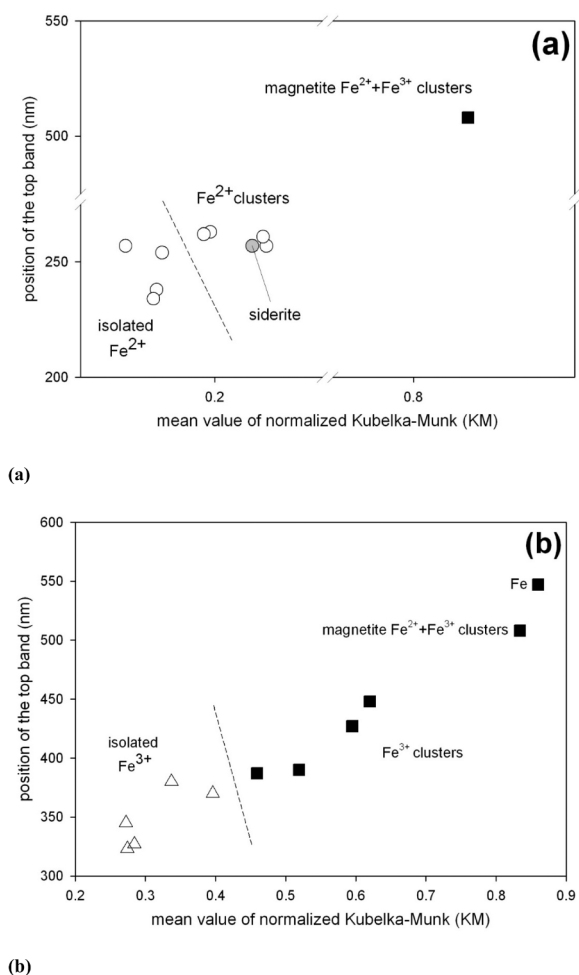 (a)
550
magnetite Fe²⁺+Fe³⁺ clusters
500
position of the top band (nm)
Fe²⁺clusters
250
siderite
isolated
Fe²⁺
200
0.2 0.8
mean value of normalized Kubelka-Munk (KM)
(a)
600
(b)
Fe
550
magnetite Fe²⁺+Fe³⁺ clusters
500
position of the top band (nm)
450
isolated
Fe³⁺
Fe³⁺ clusters
400
350
300
0.2 0.3 0.4 0.5 0.6 0.7 0.8 0.9
mean value of normalized Kubelka-Munk (KM)
(b)